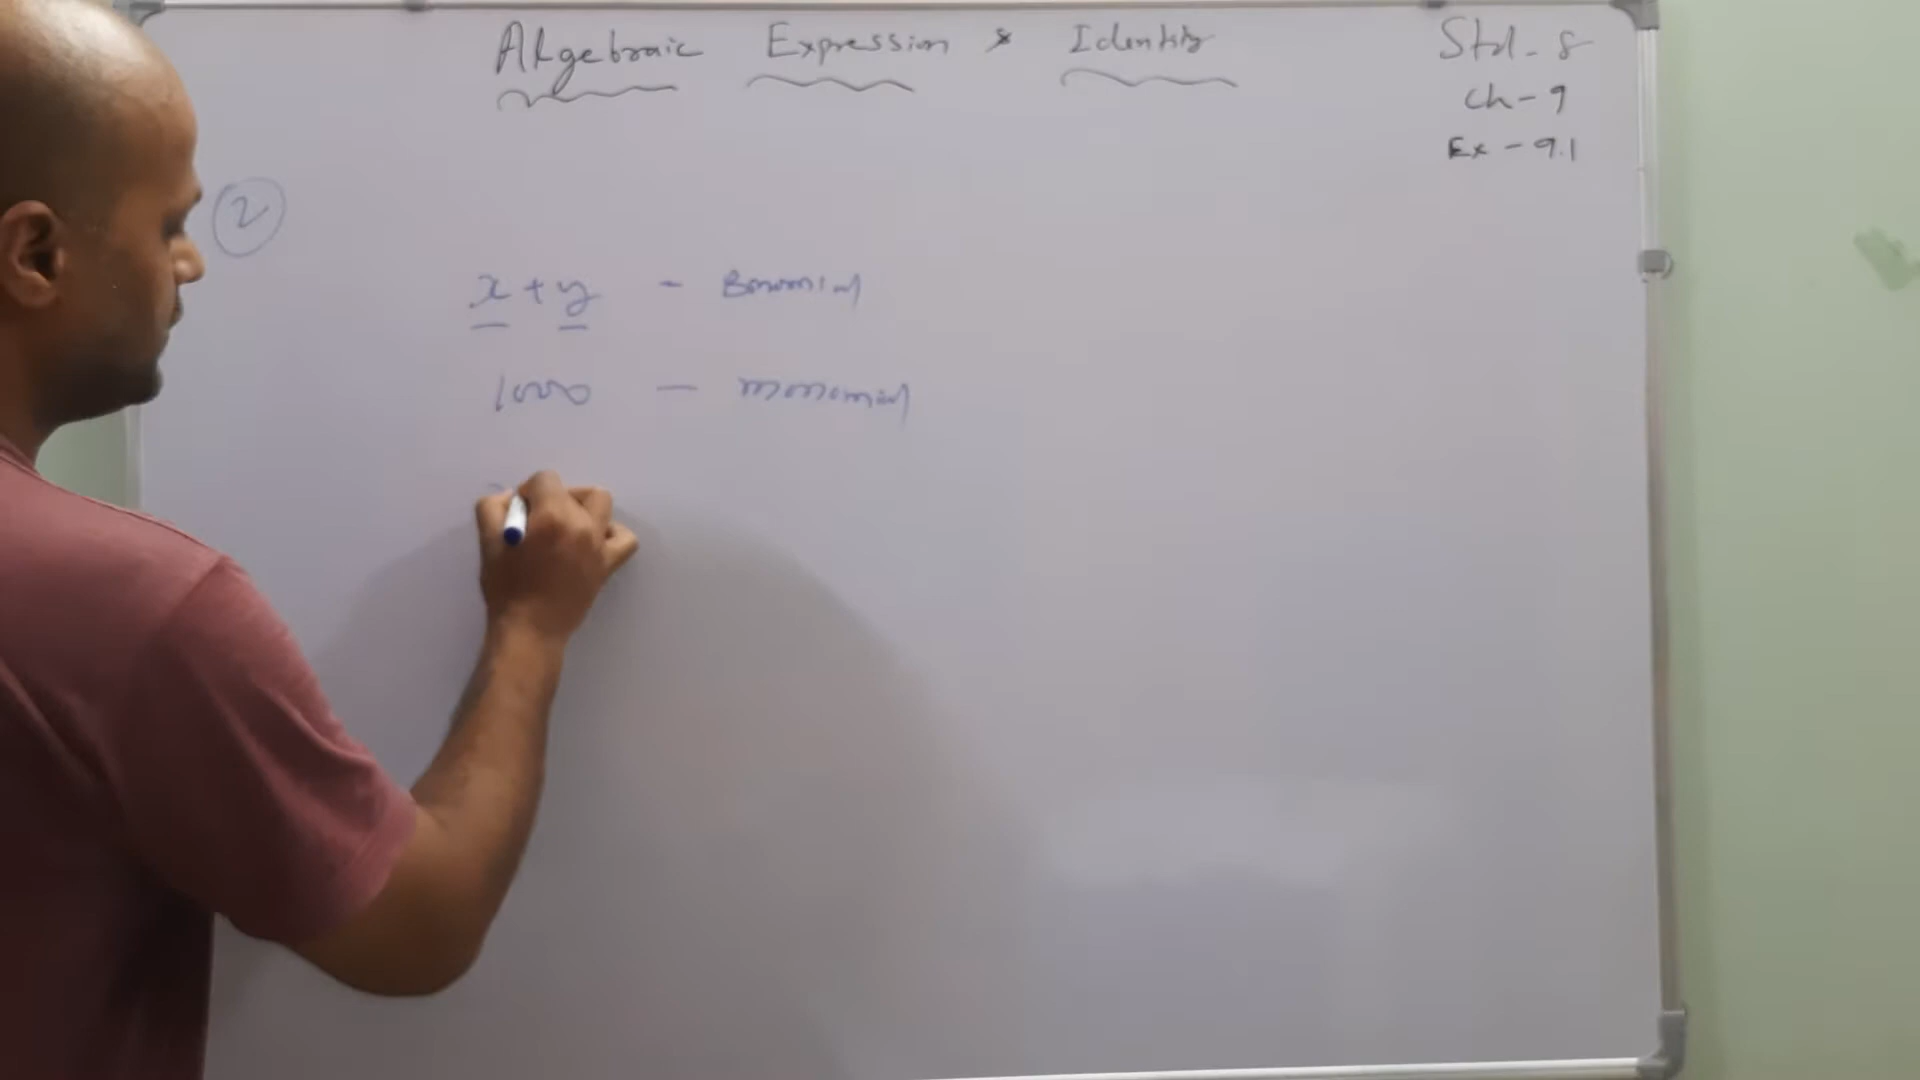 Algebraic Expression & Identity
Std - 8
Ch - 9
Ex - 9.1
2
x + y - Binomial
1000 - monomial